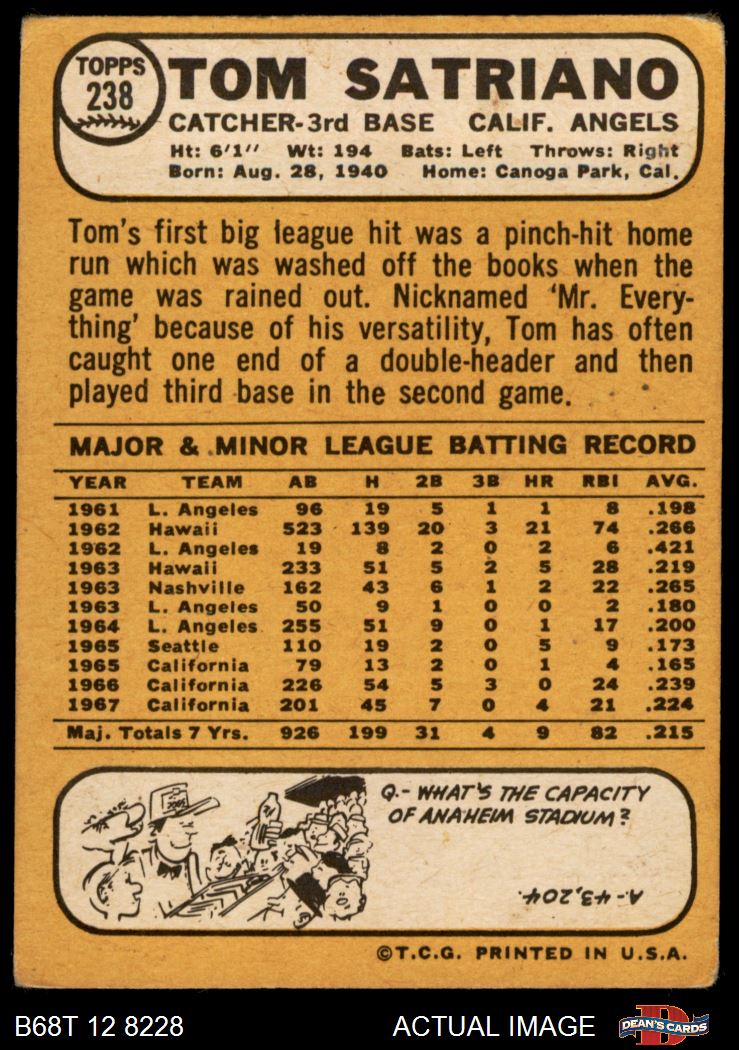 TOPPS
238
TOM SATRIANO
CATCHER-3rd BASE CALIF. ANGELS
Ht: 6'1" Wt: 194 Bats: Left Throws: Right
Born: Aug. 28, 1940 Home: Canoga Park, Cal.
Tom's first big league hit was a pinch-hit home
run which was washed off the books when the
game was rained out. Nicknamed 'Mr. Every-
thing' because of his versatility, Tom has often
caught one end of a double-header and then
played third base in the second game.
MAJOR & MINOR LEAGUE BATTING RECORD
YEAR TEAM AB H 2B 3B HR RBI AVG.
1961 L. Angeles 96 19 5 1 1 8 .198
1962 Hawaii 523 139 20 3 21 74 .266
1962 L. Angeles 19 8 2 0 2 6 .421
1963 Hawaii 233 51 5 2 5 28 .219
1963 Nashville 162 43 6 1 2 22 .265
1963 L. Angeles 50 9 1 0 0 2 .180
1964 L. Angeles 255 51 9 0 1 17 .200
1965 Seattle 110 19 2 0 5 9 .173
1965 California 79 13 2 0 1 4 .165
1966 California 226 54 5 3 0 24 .239
1967 California 201 45 7 0 4 21 .224
Maj. Totals 7 Yrs. 926 199 31 4 9 82 .215
Q.- WHAT'S THE CAPACITY
OF ANAHEIM STADIUM?
A-43,204.
©T.C.G. PRINTED IN U.S.A.
B68T 12 8228 ACTUAL IMAGE DEAN'S CARDS